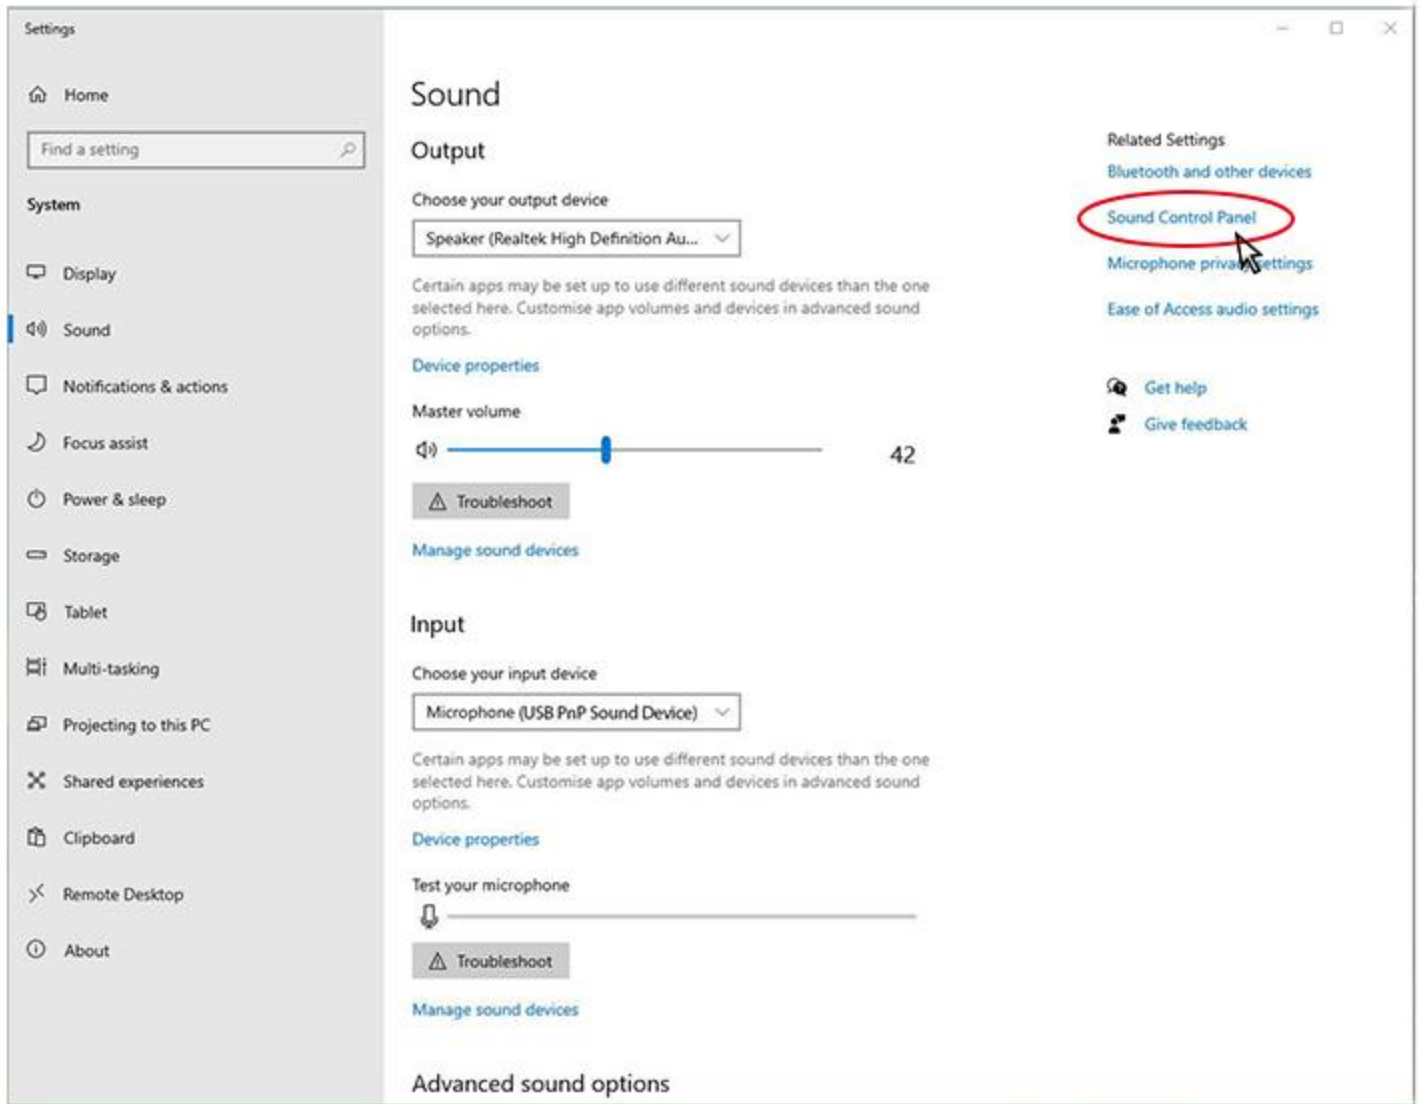 Settings
Home
Find a setting
System
Display
Sound
Notifications & actions
Focus assist
Power & sleep
Storage
Tablet
Multi-tasking
Projecting to this PC
Shared experiences
Clipboard
Remote Desktop
About
Sound
Output
Choose your output device
Speaker (Realtek High Definition Au...
Certain apps may be set up to use different sound devices than the one
selected here. Customise app volumes and devices in advanced sound
options.
Device properties
Master volume
42
Troubleshoot
Manage sound devices
Input
Choose your input device
Microphone (USB PnP Sound Device)
Certain apps may be set up to use different sound devices than the one
selected here. Customise app volumes and devices in advanced sound
options.
Device properties
Test your microphone
Troubleshoot
Manage sound devices
Advanced sound options
Related Settings
Bluetooth and other devices
Sound Control Panel
Microphone privacy settings
Ease of Access audio settings
Get help
Give feedback